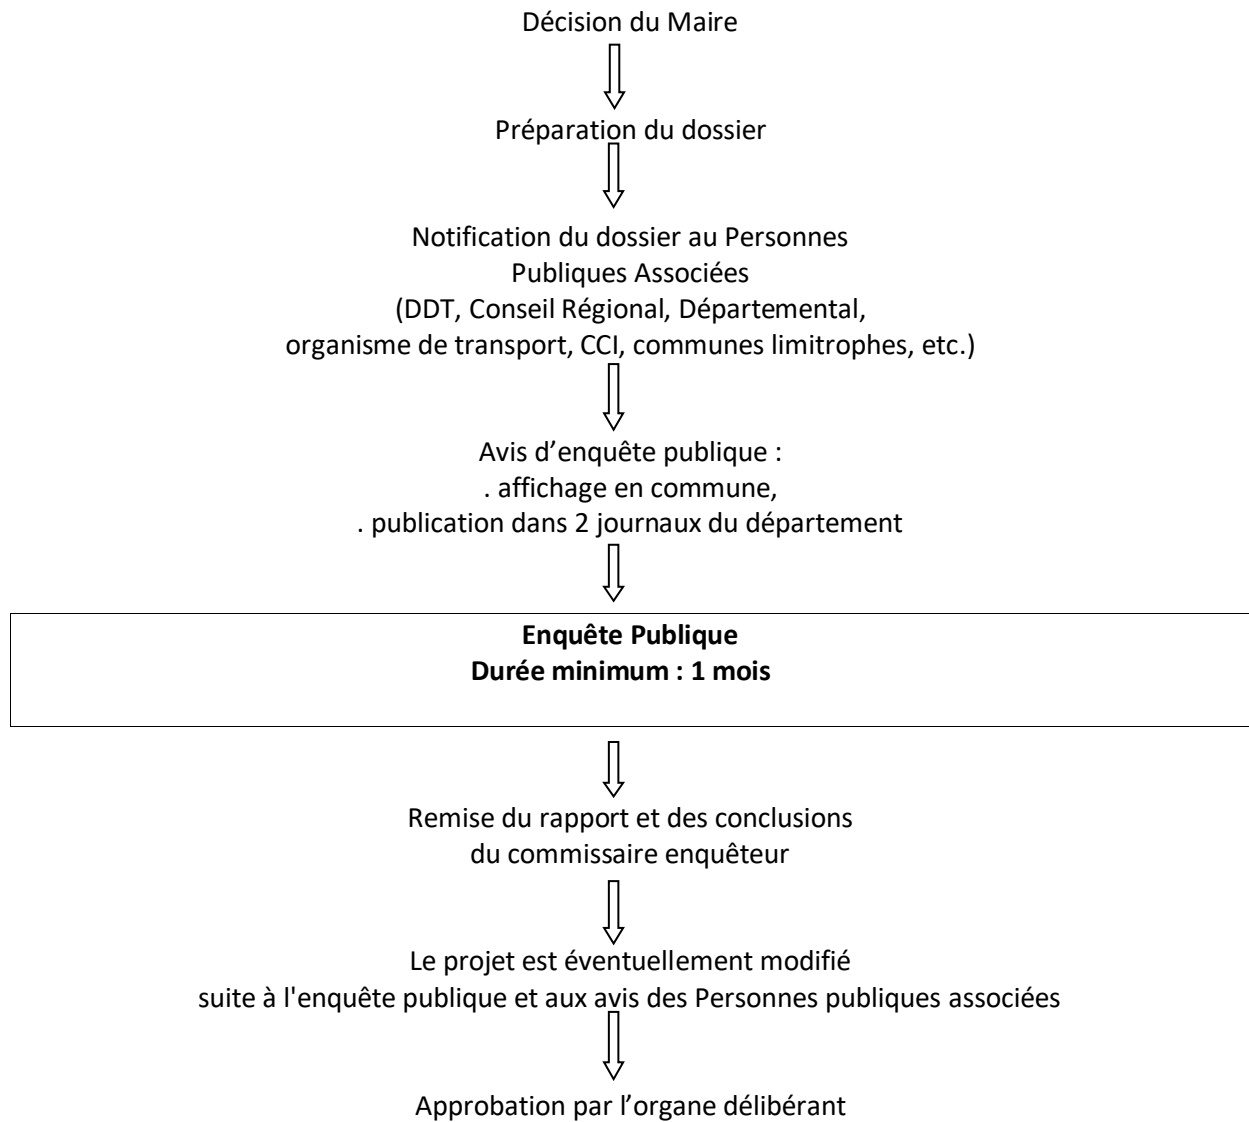 Décision du Maire
Préparation du dossier
Notification du dossier au Personnes
Publiques Associées
(DDT, Conseil Régional, Départemental,
organisme de transport, CCI, communes limitrophes, etc.)
Avis d’enquête publique :
. affichage en commune,
. publication dans 2 journaux du département
Enquête Publique
Durée minimum : 1 mois
Remise du rapport et des conclusions
du commissaire enquêteur
Le projet est éventuellement modifié
suite à l'enquête publique et aux avis des Personnes publiques associées
Approbation par l’organe délibérant